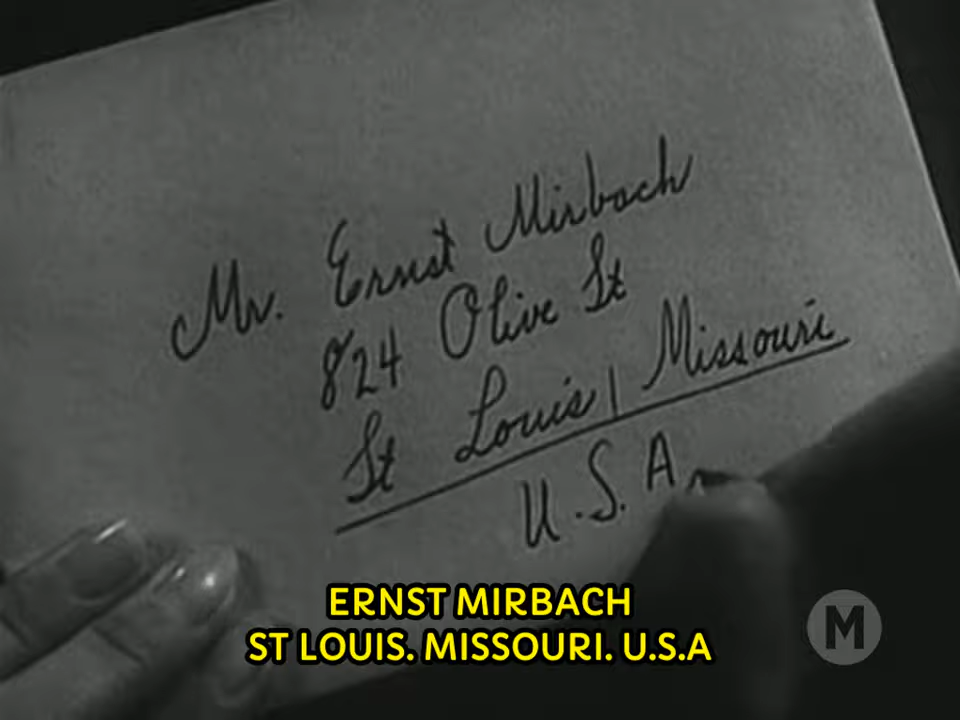 Mr. Ernst Mirbach
824 Olive St
St Louis, Missouri
U.S.A.
ERNST MIRBACH
ST LOUIS. MISSOURI. U.S.A
M